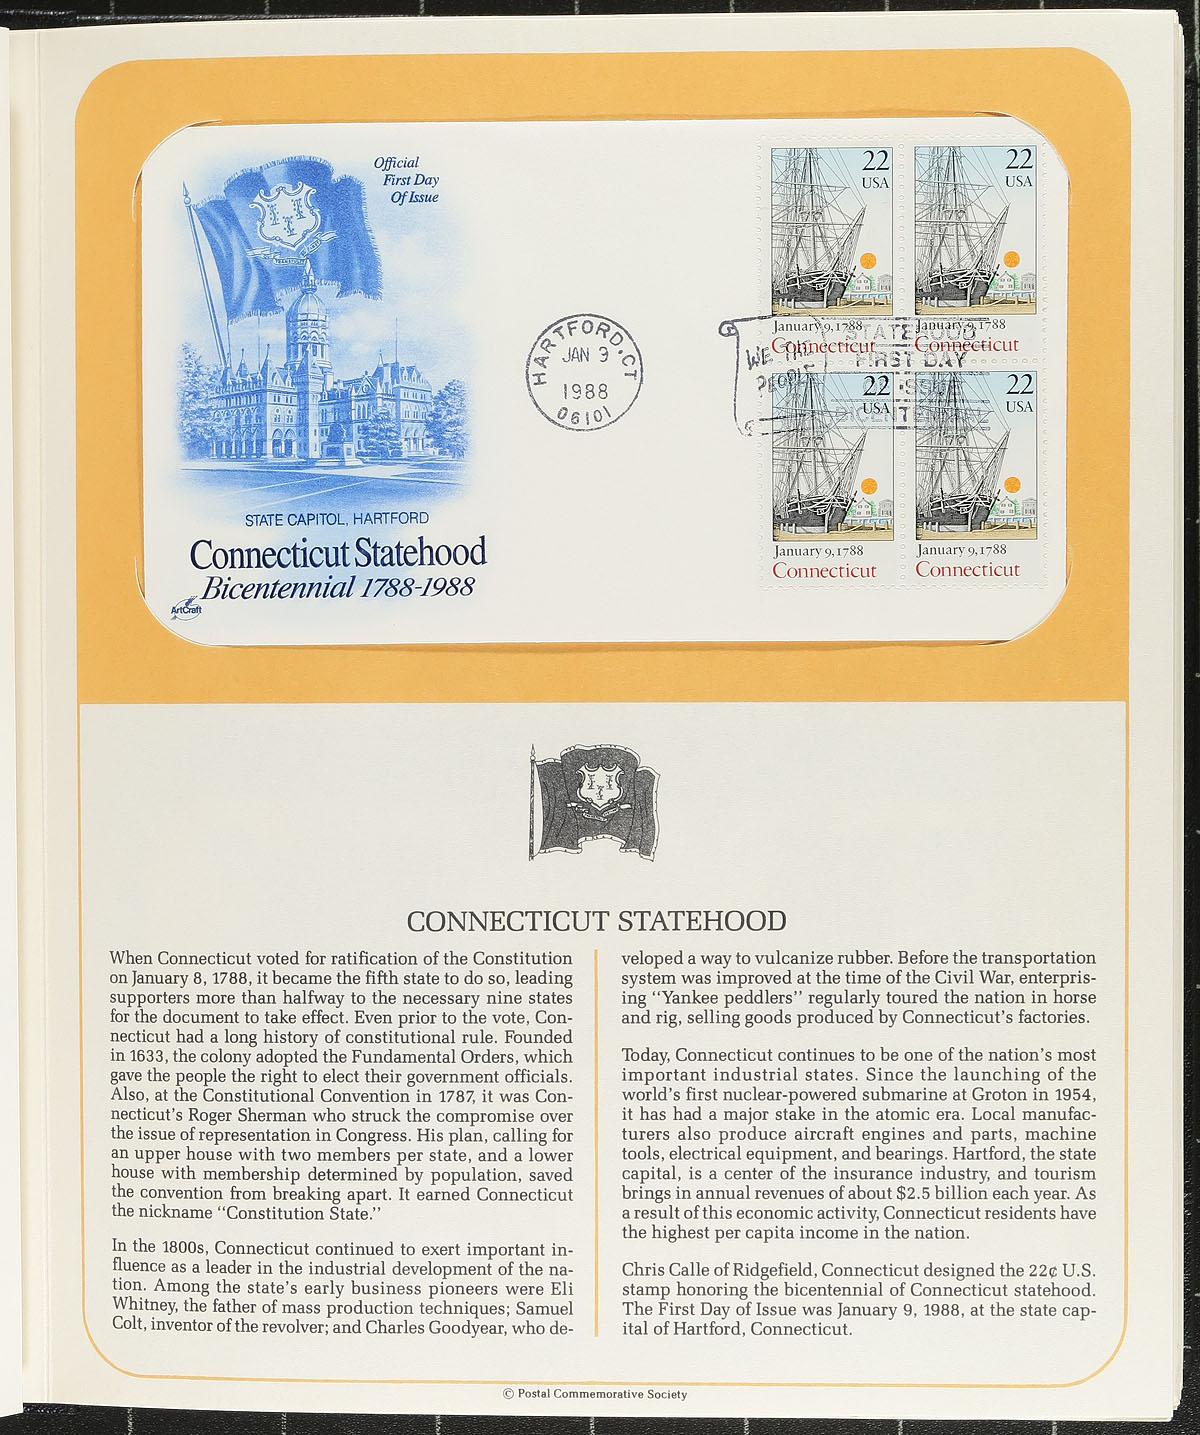 Official
First Day
Of Issue
STATE CAPITOL, HARTFORD
Connecticut Statehood
Bicentennial 1788-1988
ArtCraft
HARTFORD, CT
JAN 9
1988
06101
22
USA
January 9, 1788
Connecticut
22
USA
January 9, 1788
Connecticut
WE THE
PEOPLE
STATEHOOD
FIRST DAY
ISSUE
22
USA
January 9, 1788
Connecticut
22
USA
January 9, 1788
Connecticut
CONNECTICUT STATEHOOD
When Connecticut voted for ratification of the Constitution
on January 8, 1788, it became the fifth state to do so, leading
supporters more than halfway to the necessary nine states
for the document to take effect. Even prior to the vote, Con-
necticut had a long history of constitutional rule. Founded
in 1633, the colony adopted the Fundamental Orders, which
gave the people the right to elect their government officials.
Also, at the Constitutional Convention in 1787, it was Con-
necticut's Roger Sherman who struck the compromise over
the issue of representation in Congress. His plan, calling for
an upper house with two members per state, and a lower
house with membership determined by population, saved
the convention from breaking apart. It earned Connecticut
the nickname "Constitution State."
In the 1800s, Connecticut continued to exert important in-
fluence as a leader in the industrial development of the na-
tion. Among the state's early business pioneers were Eli
Whitney, the father of mass production techniques; Samuel
Colt, inventor of the revolver; and Charles Goodyear, who de-
veloped a way to vulcanize rubber. Before the transportation
system was improved at the time of the Civil War, enterpris-
ing "Yankee peddlers" regularly toured the nation in horse
and rig, selling goods produced by Connecticut's factories.
Today, Connecticut continues to be one of the nation's most
important industrial states. Since the launching of the
world's first nuclear-powered submarine at Groton in 1954,
it has had a major stake in the atomic era. Local manufac-
turers also produce aircraft engines and parts, machine
tools, electrical equipment, and bearings. Hartford, the state
capital, is a center of the insurance industry, and tourism
brings in annual revenues of about $2.5 billion each year. As
a result of this economic activity, Connecticut residents have
the highest per capita income in the nation.
Chris Calle of Ridgefield, Connecticut designed the 22¢ U.S.
stamp honoring the bicentennial of Connecticut statehood.
The First Day of Issue was January 9, 1988, at the state cap-
ital of Hartford, Connecticut.
© Postal Commemorative Society